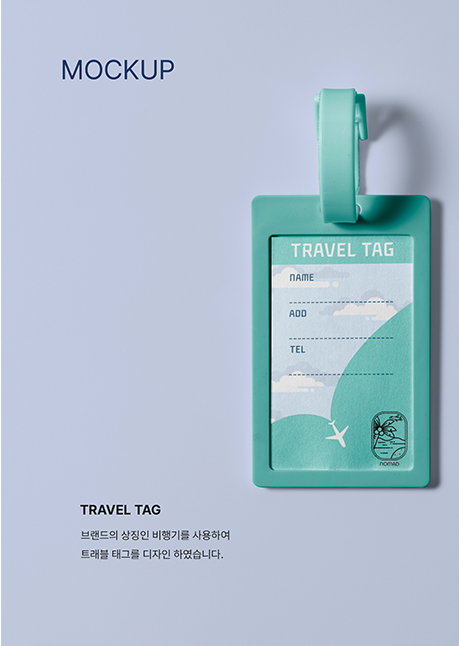 MOCKUP
TRAVEL TAG
NAME
ADD
TEL
NOMAD
TRAVEL TAG
브랜드의 상징인 비행기를 사용하여
트래블 태그를 디자인 하였습니다.